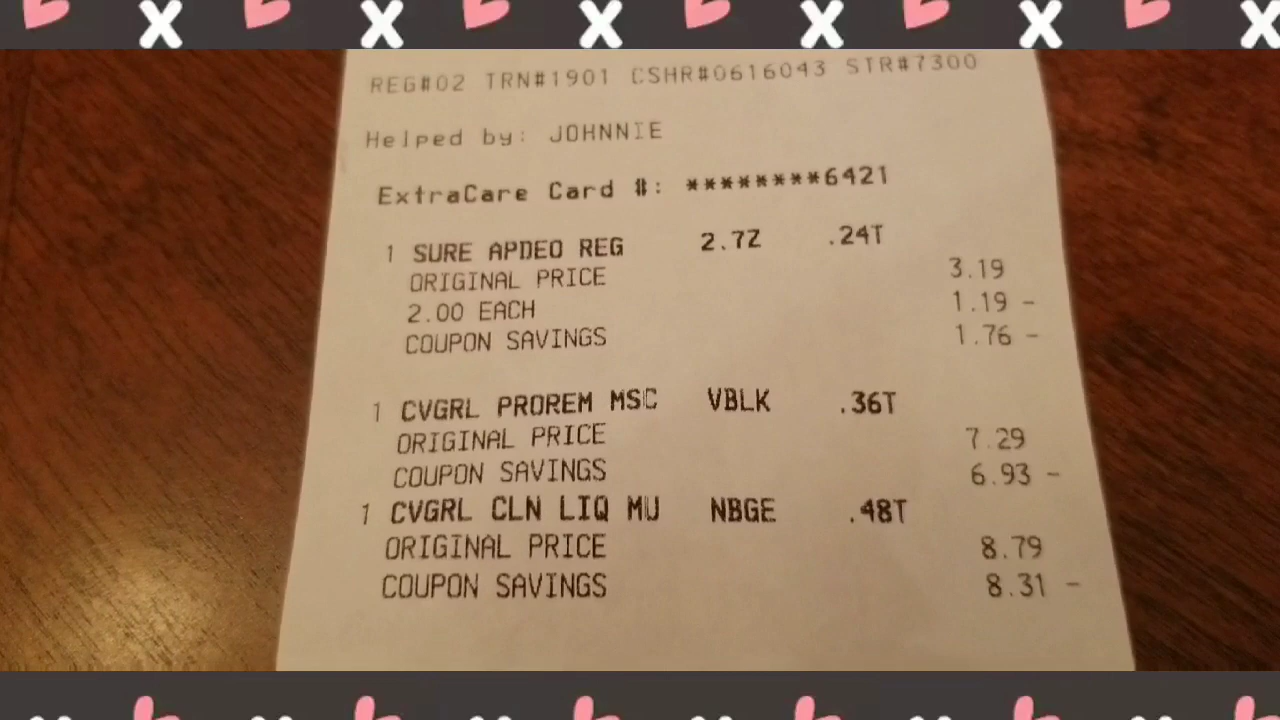 REG#02 TRN#1901 CSHR#0616043 STR#7300
Helped by: JOHNNIE
ExtraCare Card #: ********6421
1 SURE APDEO REG 2.7Z .24T
ORIGINAL PRICE 3.19
2.00 EACH 1.19 -
COUPON SAVINGS 1.76 -
1 CVGRL PROREM MSC VBLK .36T
ORIGINAL PRICE 7.29
COUPON SAVINGS 6.93 -
1 CVGRL CLN LIQ MU NBGE .48T
ORIGINAL PRICE 8.79
COUPON SAVINGS 8.31 -